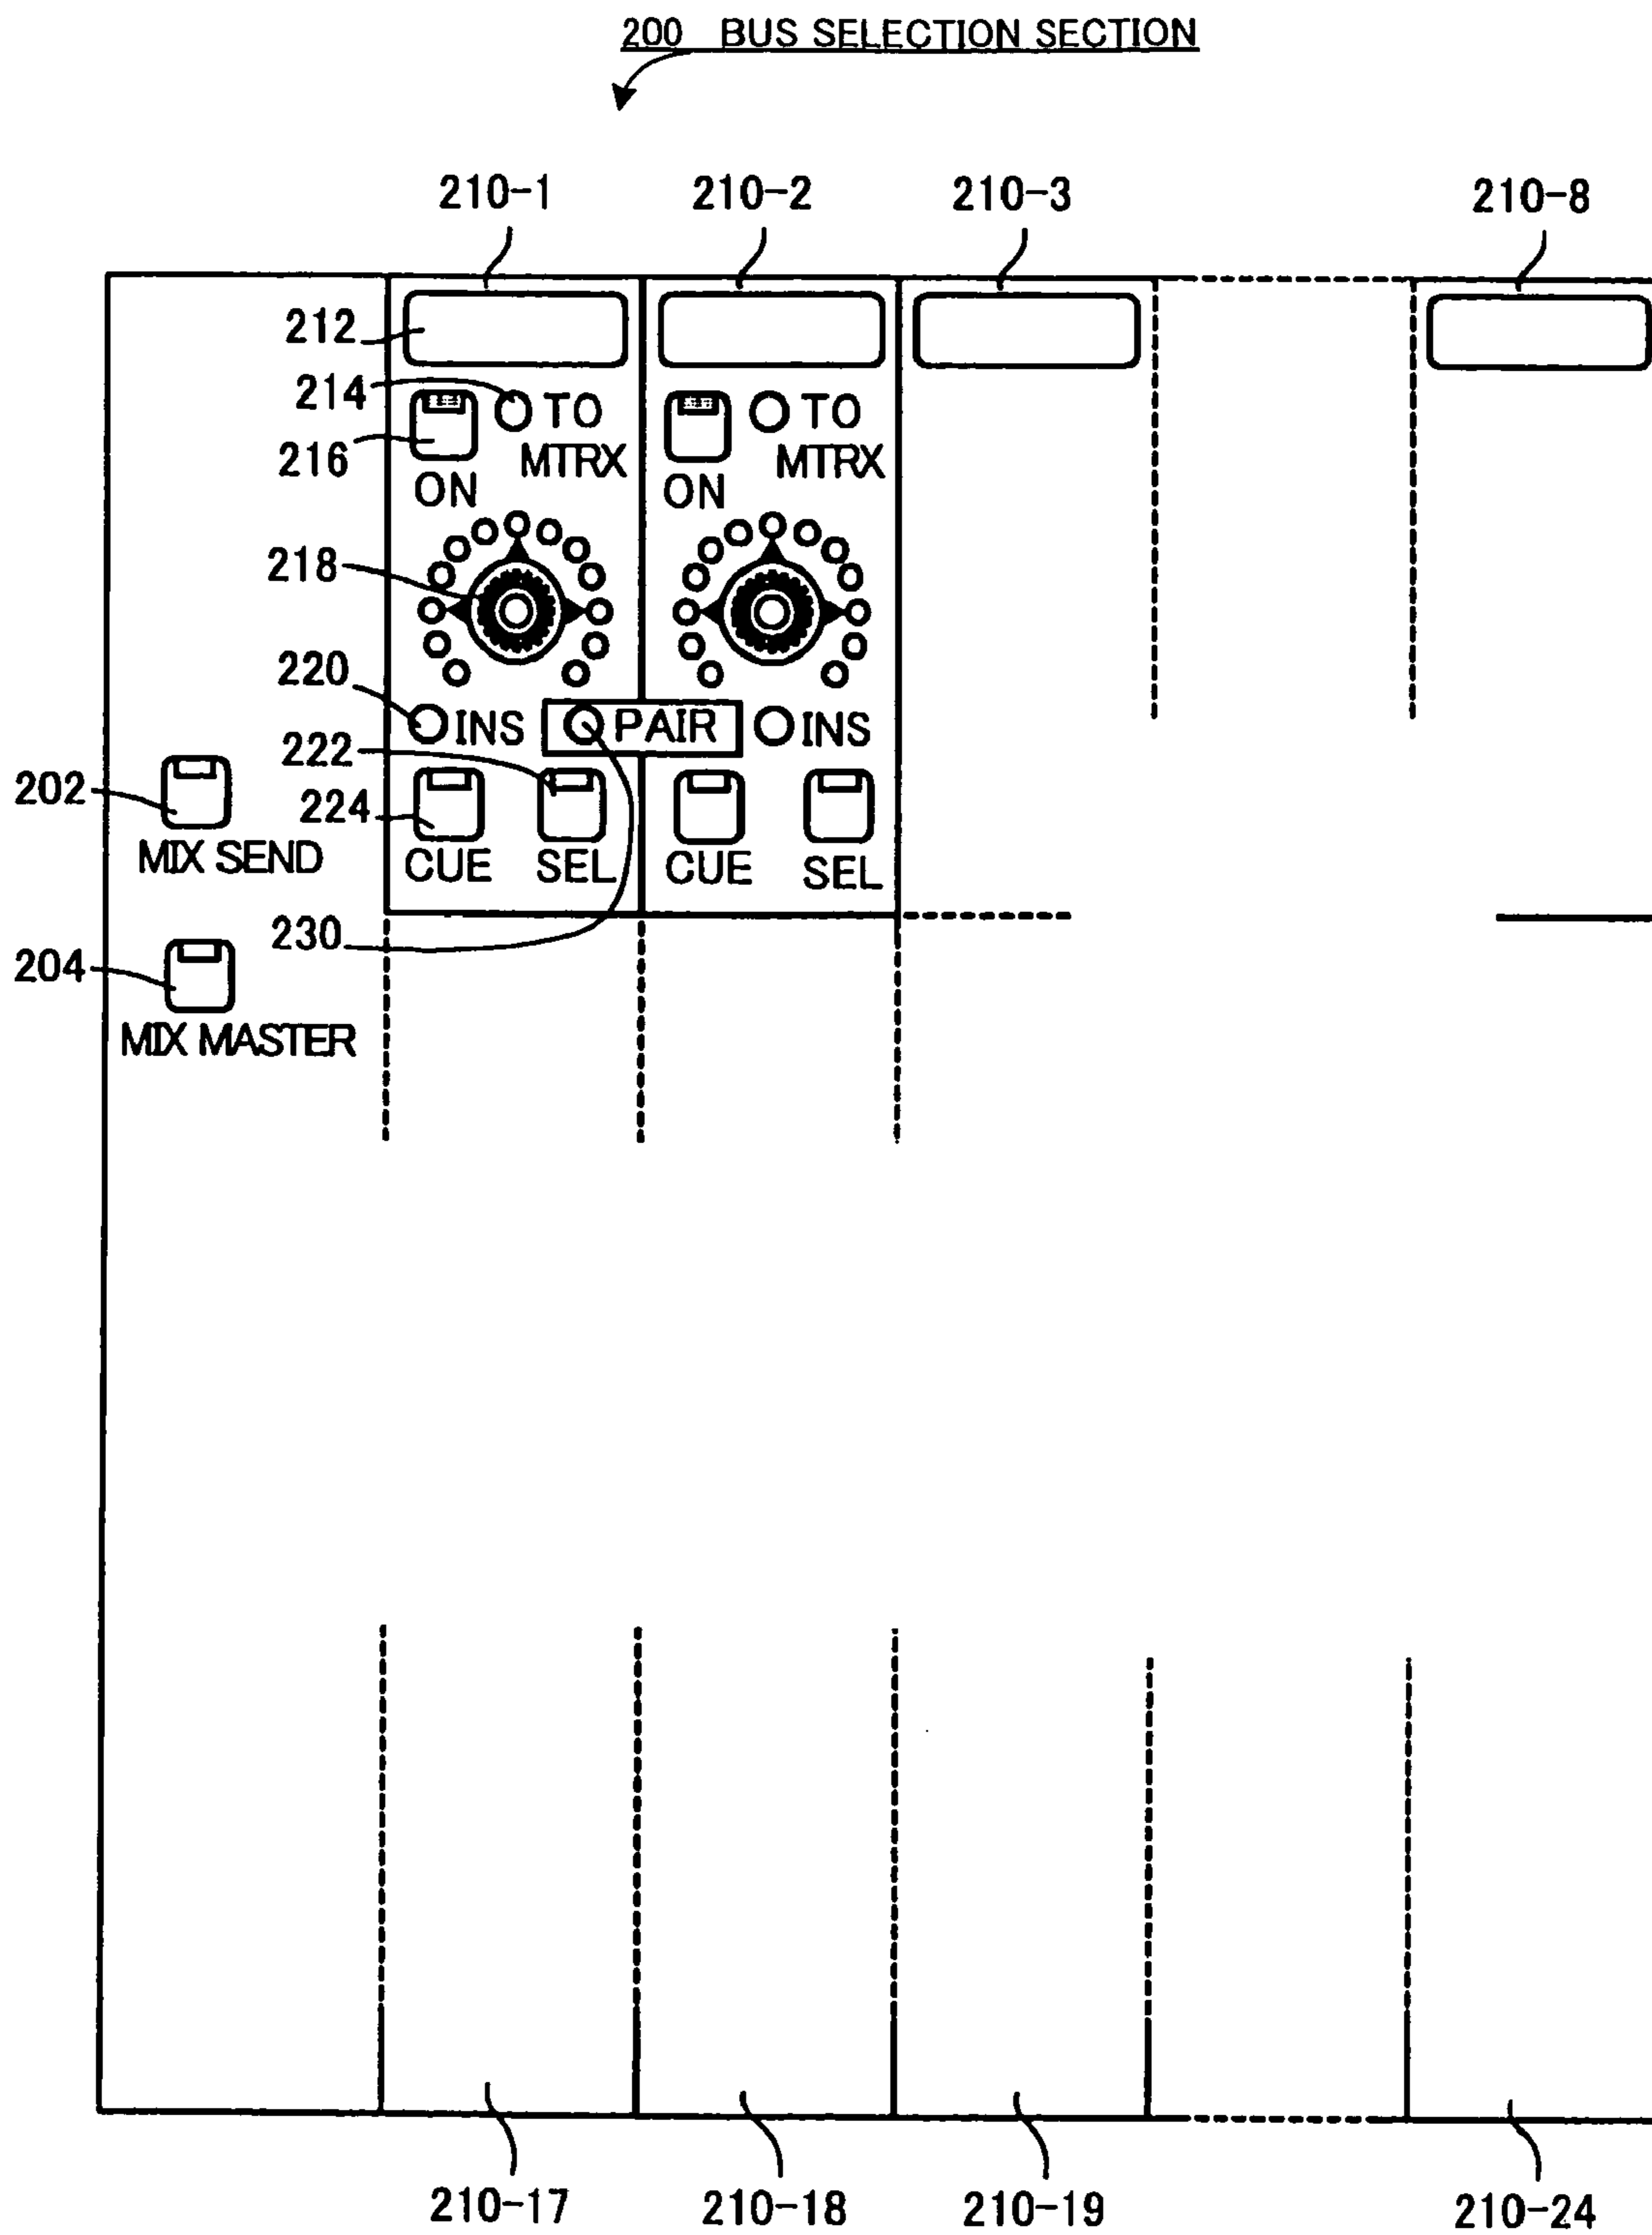 200 BUS SELECTION SECTION
210-1 210-2 210-3 210-8
212
214 TO TO
216 MTRX MTRX
ON ON
218
220 INS PAIR INS
222
202 224
MIX SEND CUE SEL CUE SEL
230
204
MIX MASTER
210-17 210-18 210-19 210-24